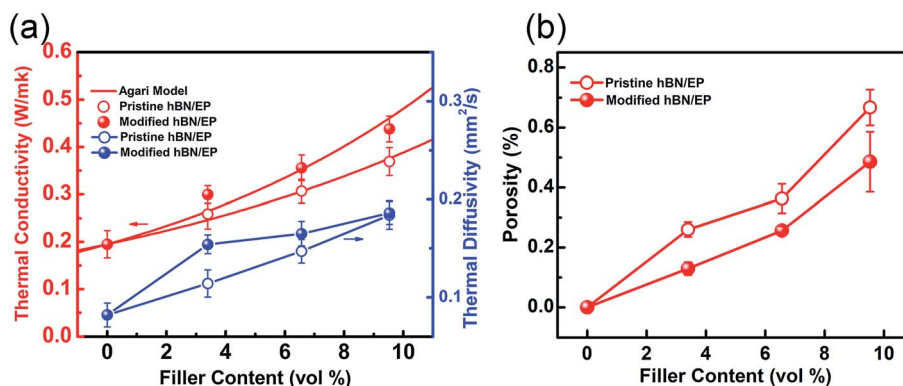 (a)
Thermal Conductivity (W/mk)
0.6
0.5
0.4
0.3
0.2
0.1
0.0
Agari Model
Pristine hBN/EP
Modified hBN/EP
Pristine hBN/EP
Modified hBN/EP
0.3
0.2
0.1
Thermal Diffusivity (mm²/s)
0 2 4 6 8 10
Filler Content (vol %)
(b)
Porosity (%)
0.8
0.6
0.4
0.2
0.0
Pristine hBN/EP
Modified hBN/EP
0 2 4 6 8 10
Filler Content (vol %)